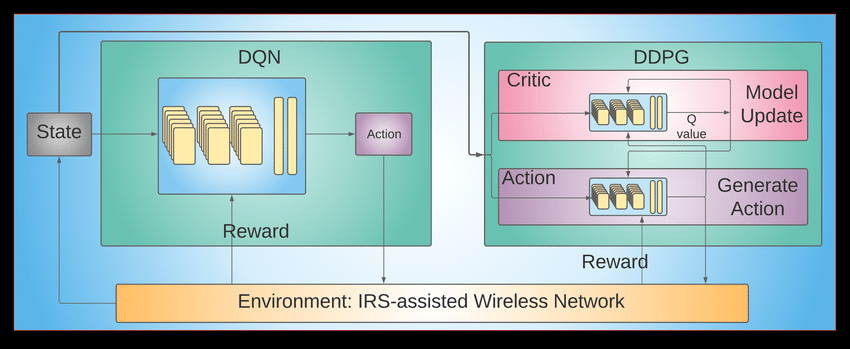 DQN
DDPG
Critic
Model
Update
State
Action
Q
value
Action
Generate
Action
Reward
Reward
Environment: IRS-assisted Wireless Network